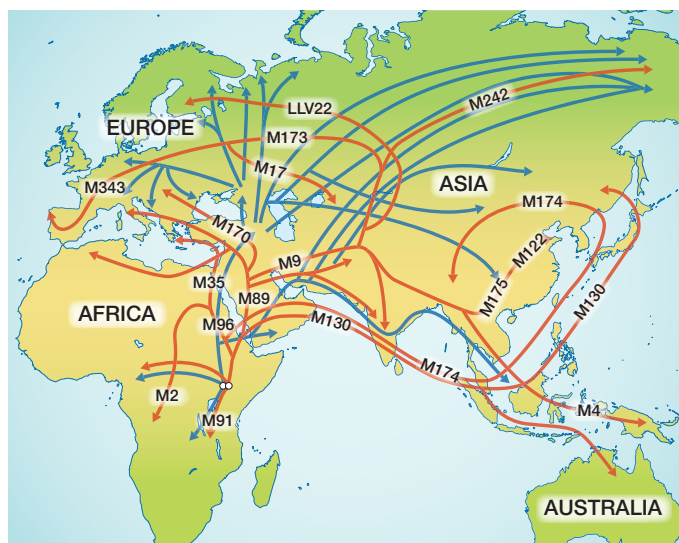 LLV22
M242
EUROPE
M173
M17
M343
ASIA
M174
M170
M122
M9
M35
M175
M89
M130
AFRICA
M96
M130
M174
M2
M4
M91
AUSTRALIA